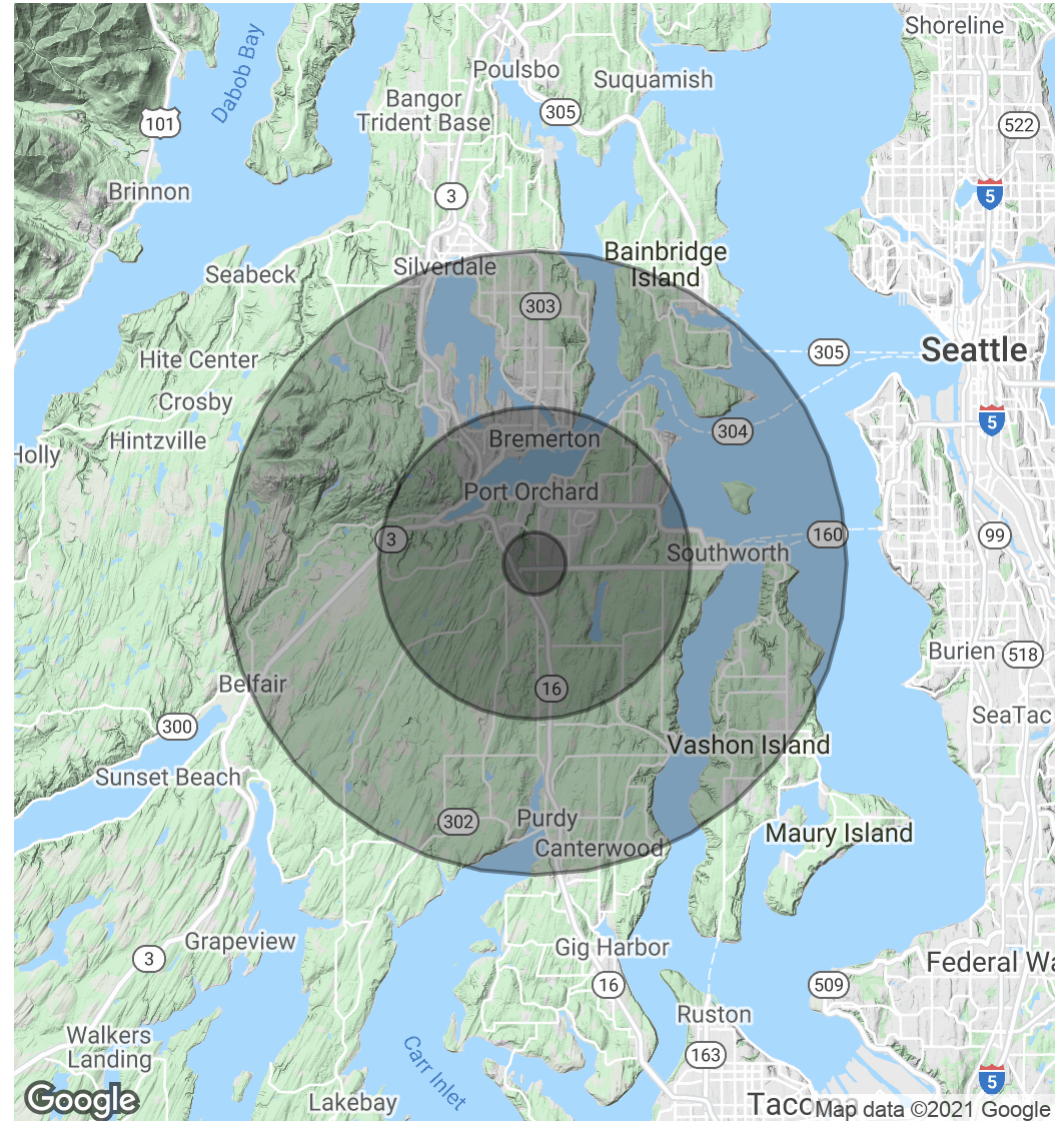 Shoreline
Dabob Bay
Poulsbo
Suquamish
Bangor
Trident Base
305
101
522
Brinnon
3
5
Bainbridge
Island
Silverdale
Seabeck
303
Hite Center
305
Seattle
Crosby
304
5
Hintzville
Bremerton
Holly
Port Orchard
3
160
99
Southworth
Burien
518
Belfair
16
300
SeaTac
Vashon Island
Sunset Beach
302
Purdy
Maury Island
Canterwood
Grapeview
Gig Harbor
3
Federal Wa
16
509
Ruston
Walkers
Landing
163
Carr Inlet
5
Google
Lakebay
Tacoma
Map data ©2021 Google